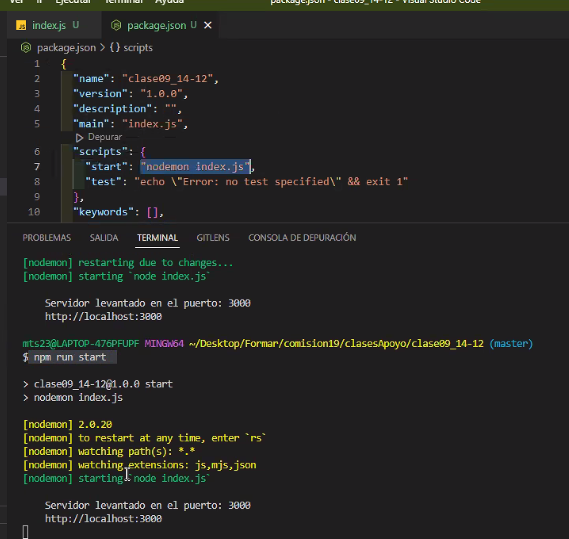 Ver Ir Ejecutar Terminal Ayuda package.json - clase09_14-12 - Visual Studio Code
JS index.js U package.json U
package.json > {} scripts
1 {
2 "name": "clase09_14-12",
3 "version": "1.0.0",
4 "description": "",
5 "main": "index.js",
Depurar
6 "scripts": {
7 "start": "nodemon index.js",
8 "test": "echo \"Error: no test specified\" && exit 1"
9 },
10 "keywords": [],
PROBLEMAS SALIDA TERMINAL GITLENS CONSOLA DE DEPURACIÓN
[nodemon] restarting due to changes...
[nodemon] starting `node index.js`
Servidor levantado en el puerto: 3000
http://localhost:3000
mts23@LAPTOP-476PFUPF MINGW64 ~/Desktop/Formar/comision19/clasesApoyo/clase09_14-12 (master)
$ npm run start
> clase09_14-12@1.0.0 start
> nodemon index.js
[nodemon] 2.0.20
[nodemon] to restart at any time, enter `rs`
[nodemon] watching path(s): *.*
[nodemon] watching extensions: js,mjs,json
[nodemon] starting `node index.js`
Servidor levantado en el puerto: 3000
http://localhost:3000